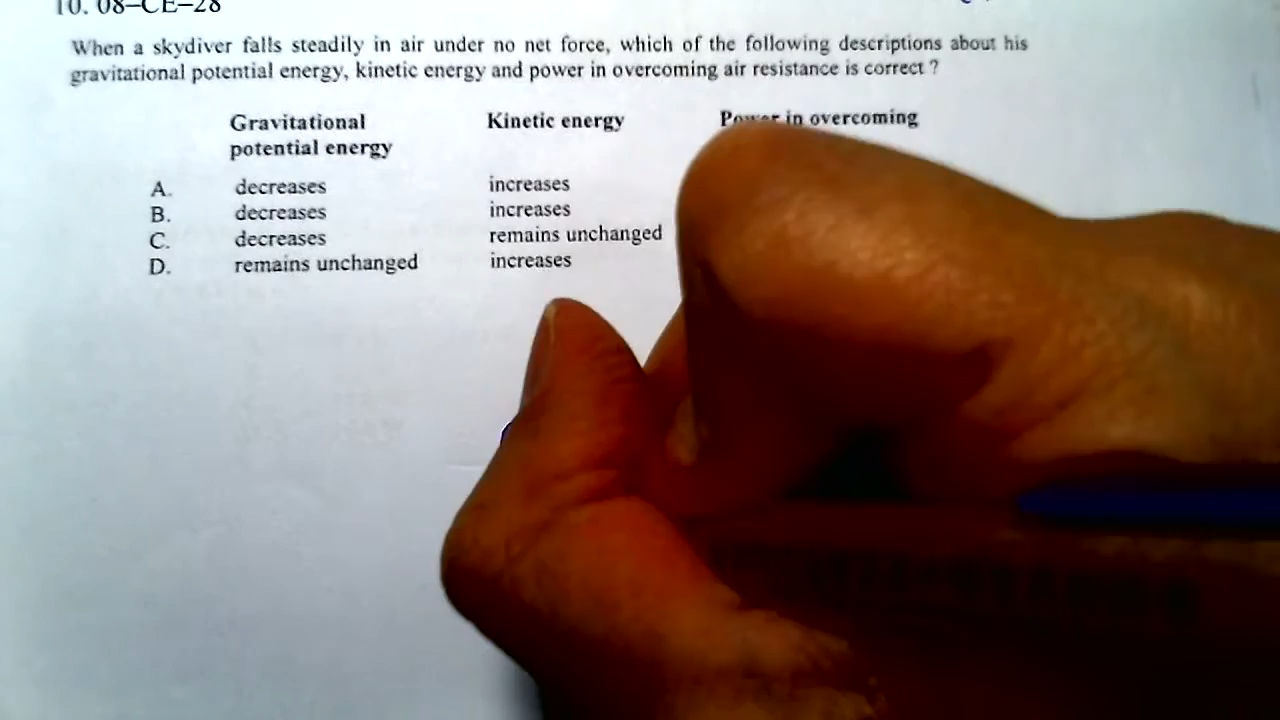 10. 08–CE–28
When a skydiver falls steadily in air under no net force, which of the following descriptions about his
gravitational potential energy, kinetic energy and power in overcoming air resistance is correct ?
Gravitational potential energy Kinetic energy Power in overcoming
A. decreases increases
B. decreases increases
C. decreases remains unchanged
D. remains unchanged increases